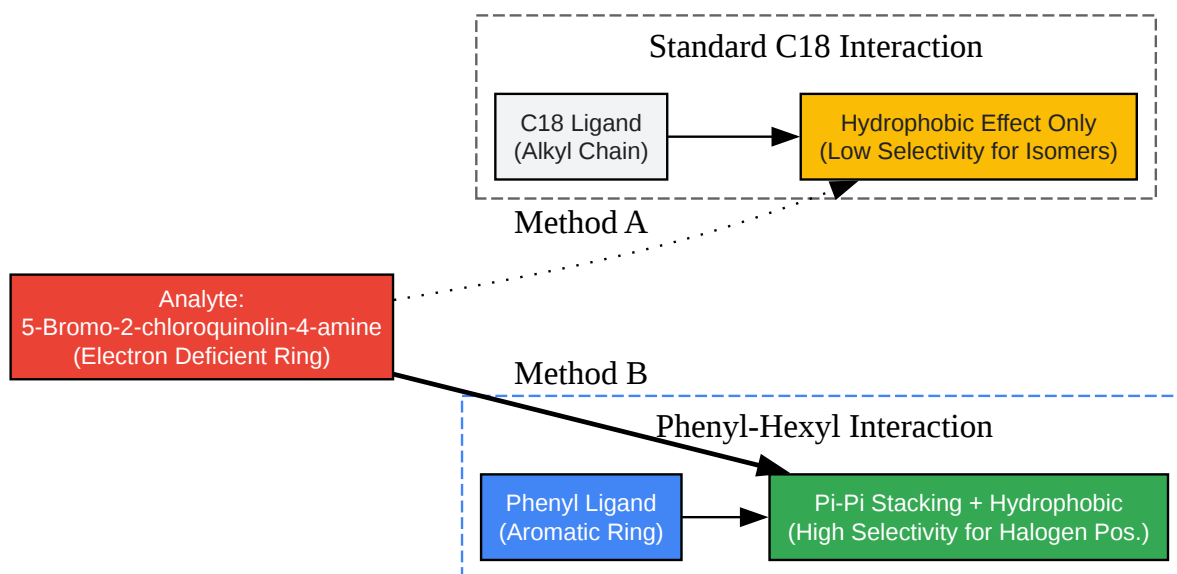 Standard C18 Interaction
C18 Ligand
(Alkyl Chain)
Hydrophobic Effect Only
(Low Selectivity for Isomers)
Method A
Analyte:
5-Bromo-2-chloroquinolin-4-amine
(Electron Deficient Ring)
Method B
Phenyl-Hexyl Interaction
Phenyl Ligand
(Aromatic Ring)
Pi-Pi Stacking + Hydrophobic
(High Selectivity for Halogen Pos.)